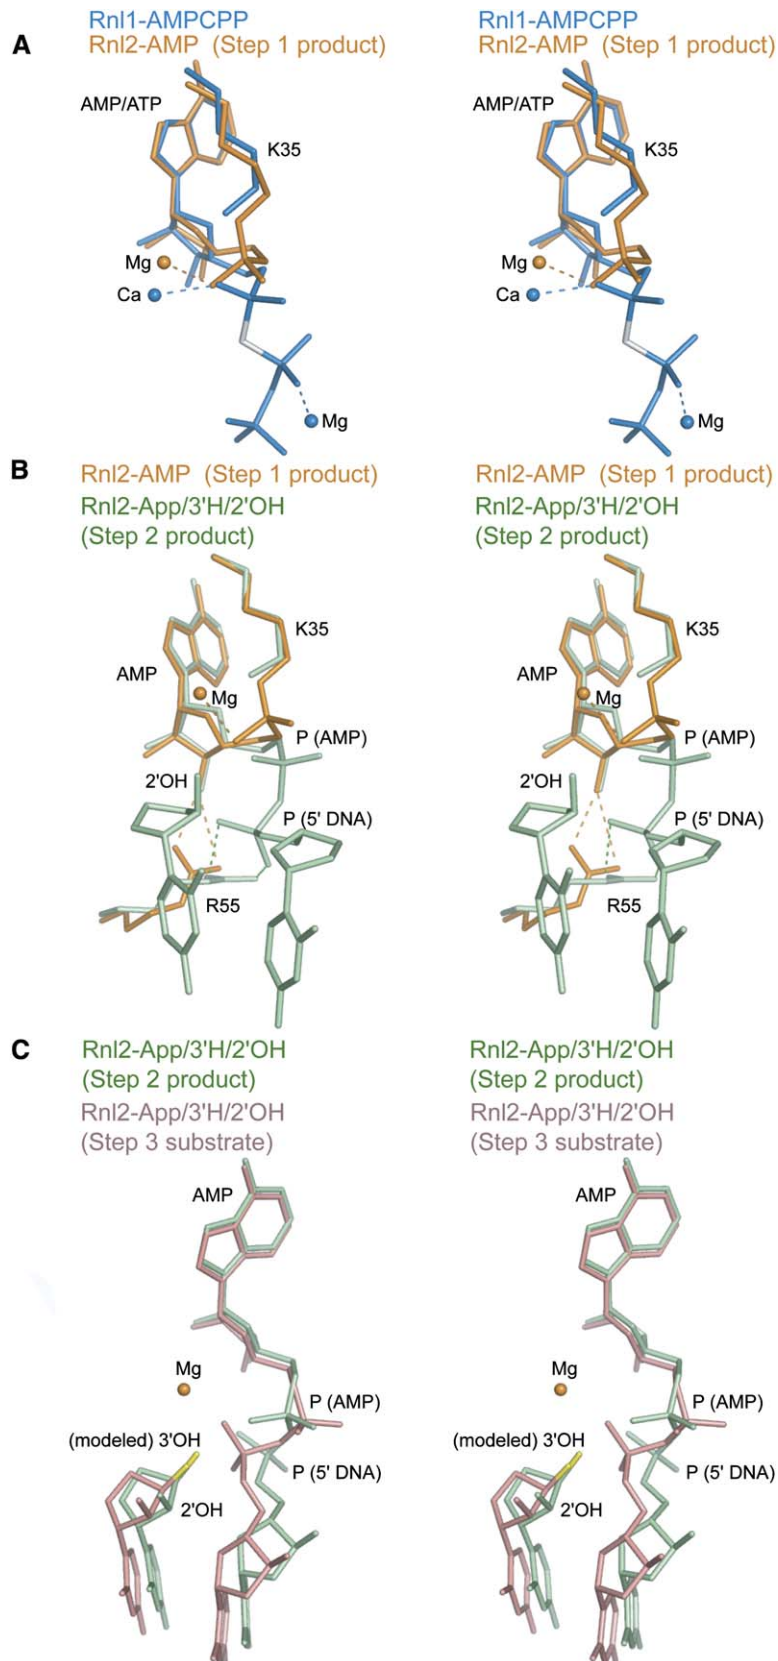 A
Rnl1-AMPCPP
Rnl2-AMP (Step 1 product)
AMP/ATP
K35
Mg
Ca
Mg
Rnl1-AMPCPP
Rnl2-AMP (Step 1 product)
AMP/ATP
K35
Mg
Ca
Mg
B
Rnl2-AMP (Step 1 product)
Rnl2-App/3'H/2'OH
(Step 2 product)
K35
AMP
Mg
P (AMP)
2'OH
P (5' DNA)
R55
Rnl2-AMP (Step 1 product)
Rnl2-App/3'H/2'OH
(Step 2 product)
K35
AMP
Mg
P (AMP)
2'OH
P (5' DNA)
R55
C
Rnl2-App/3'H/2'OH
(Step 2 product)
Rnl2-App/3'H/2'OH
(Step 3 substrate)
AMP
Mg
P (AMP)
(modeled) 3'OH
P (5' DNA)
2'OH
Rnl2-App/3'H/2'OH
(Step 2 product)
Rnl2-App/3'H/2'OH
(Step 3 substrate)
AMP
Mg
P (AMP)
(modeled) 3'OH
P (5' DNA)
2'OH